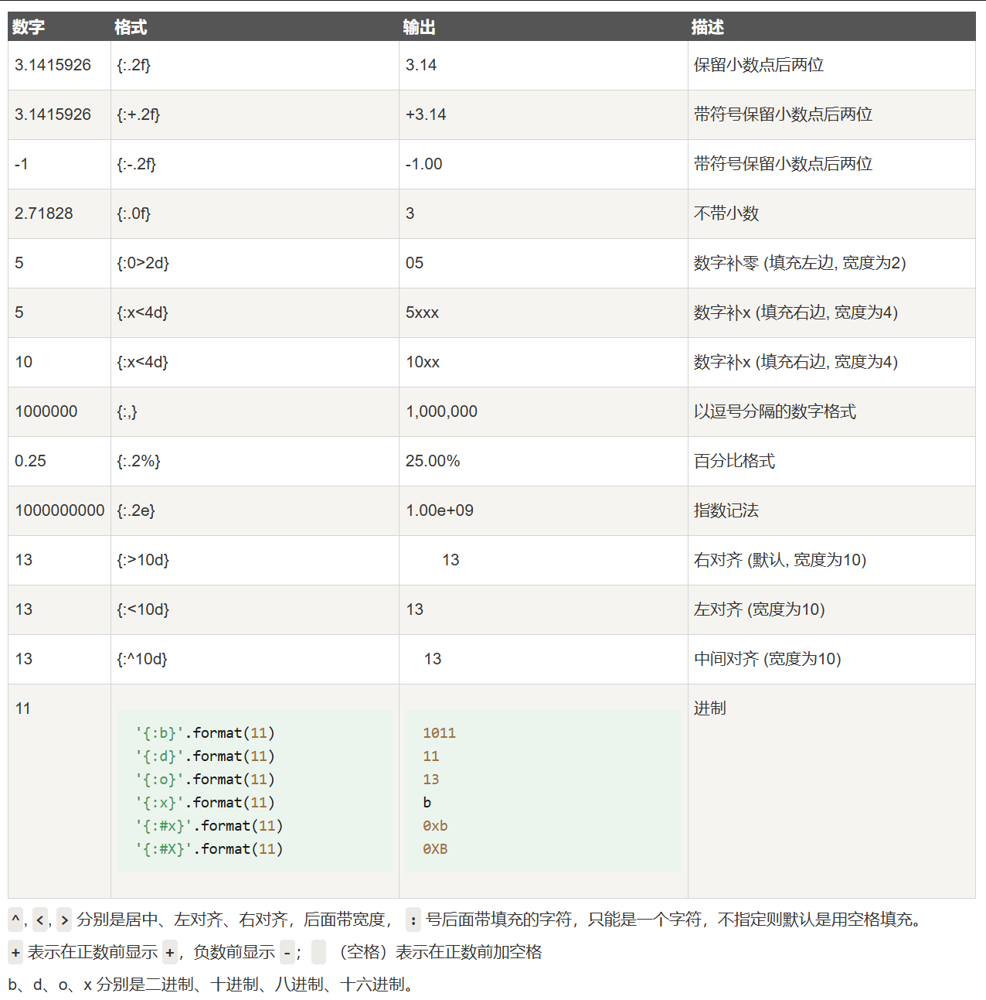 数字 格式 输出 描述
3.1415926 {:.2f} 3.14 保留小数点后两位
3.1415926 {:+.2f} +3.14 带符号保留小数点后两位
-1 {:-.2f} -1.00 带符号保留小数点后两位
2.71828 {:.0f} 3 不带小数
5 {:0>2d} 05 数字补零 (填充左边, 宽度为2)
5 {:x<4d} 5xxx 数字补x (填充右边, 宽度为4)
10 {:x<4d} 10xx 数字补x (填充右边, 宽度为4)
1000000 {:,} 1,000,000 以逗号分隔的数字格式
0.25 {:.2%} 25.00% 百分比格式
1000000000 {:.2e} 1.00e+09 指数记法
13 {:>10d} 13 右对齐 (默认, 宽度为10)
13 {:<10d} 13 左对齐 (宽度为10)
13 {:^10d} 13 中间对齐 (宽度为10)
11 进制
'{:b}'.format(11) 1011
'{:d}'.format(11) 11
'{:o}'.format(11) 13
'{:x}'.format(11) b
'{:#x}'.format(11) 0xb
'{:#X}'.format(11) 0XB
^, <, > 分别是居中、左对齐、右对齐，后面带宽度， : 号后面带填充的字符，只能是一个字符，不指定则默认是用空格填充。
+ 表示在正数前显示 +，负数前显示 -；  （空格）表示在正数前加空格
b、d、o、x 分别是二进制、十进制、八进制、十六进制。